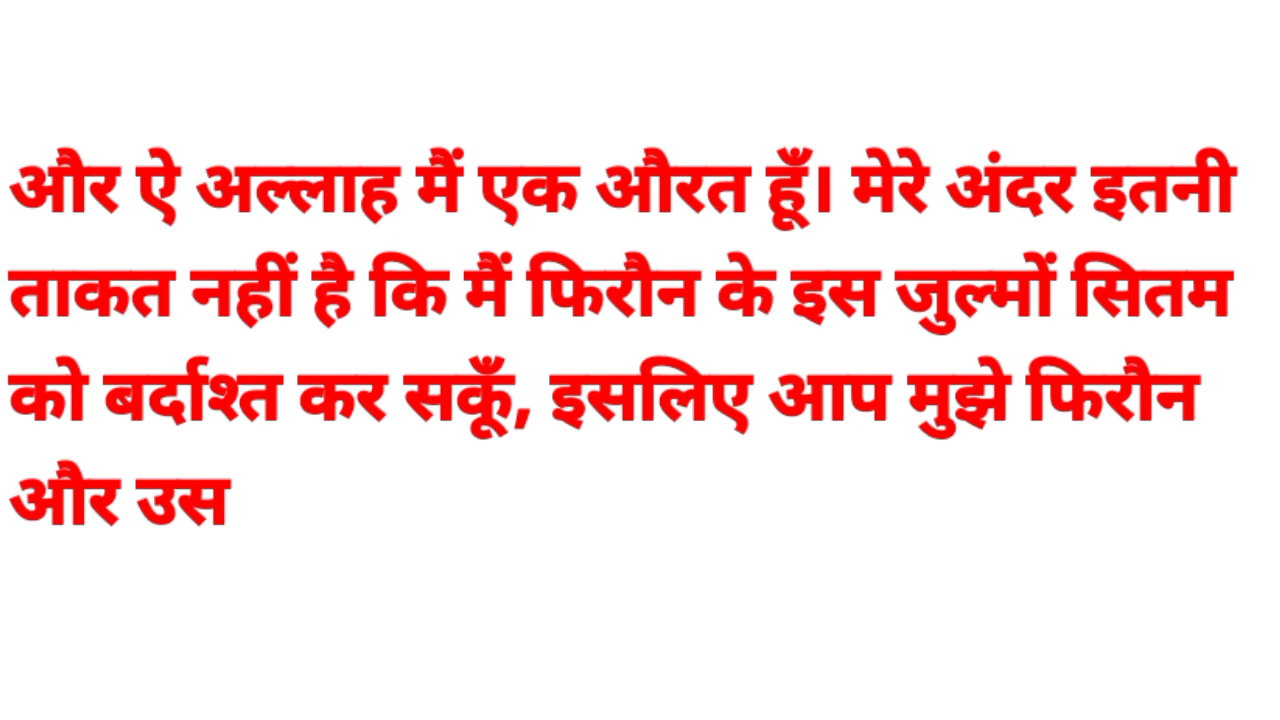 और ऐ अल्लाह मैं एक औरत हूँ। मेरे अंदर इतनी
ताकत नहीं है कि मैं फिरौन के इस जुल्मों सितम
को बर्दाश्त कर सकूँ, इसलिए आप मुझे फिरौन
और उस